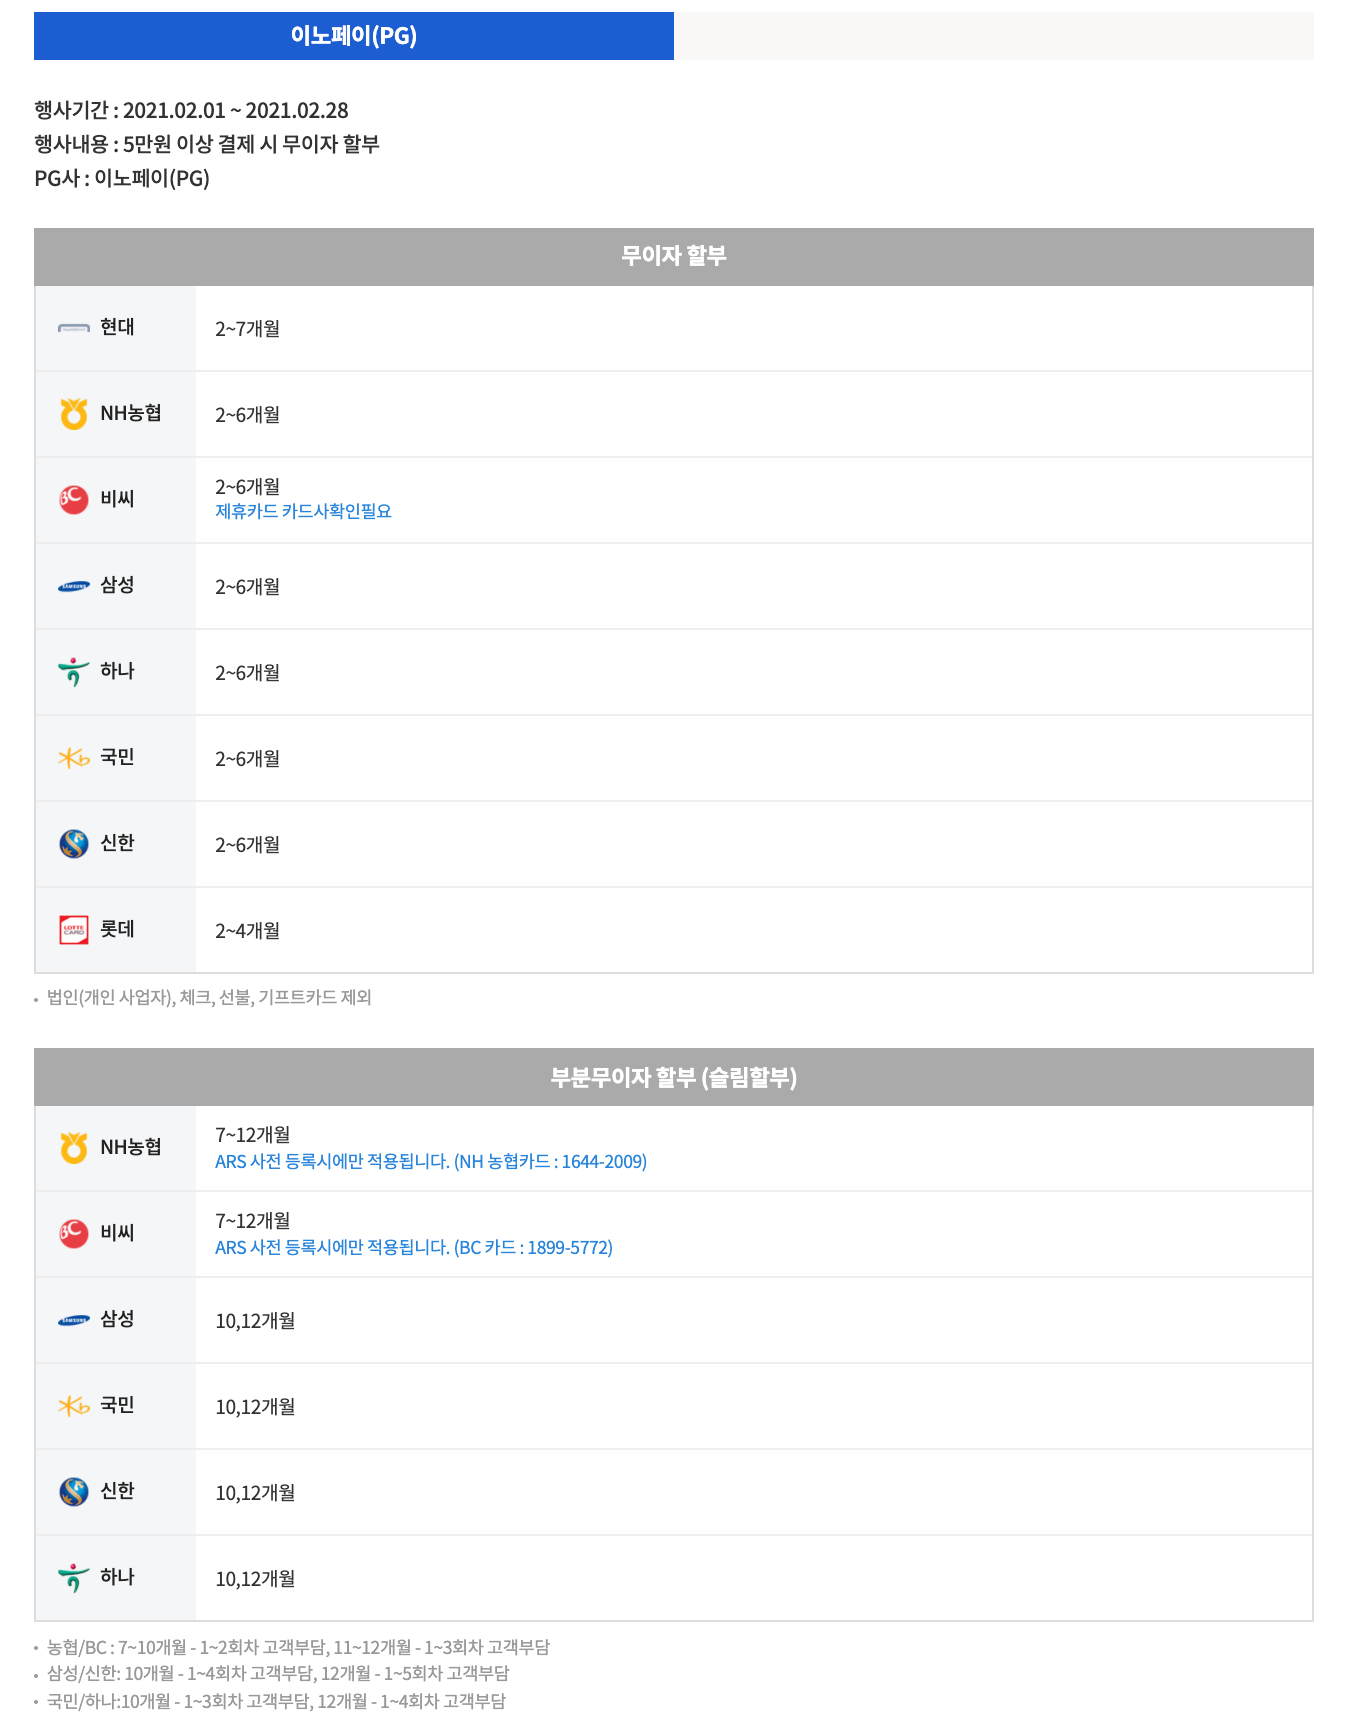 이노페이(PG)
행사기간 : 2021.02.01 ~ 2021.02.28
행사내용 : 5만원 이상 결제 시 무이자 할부
PG사 : 이노페이(PG)
무이자 할부
현대 2~7개월
NH농협 2~6개월
BC 비씨 2~6개월
제휴카드 카드사확인필요
SAMSUNG 삼성 2~6개월
하나 2~6개월
국민 2~6개월
신한 2~6개월
LOTTE CARD 롯데 2~4개월
• 법인(개인 사업자), 체크, 선불, 기프트카드 제외
부분무이자 할부 (슬림할부)
NH농협 7~12개월
ARS 사전 등록시에만 적용됩니다. (NH 농협카드 : 1644-2009)
BC 비씨 7~12개월
ARS 사전 등록시에만 적용됩니다. (BC 카드 : 1899-5772)
SAMSUNG 삼성 10,12개월
국민 10,12개월
신한 10,12개월
하나 10,12개월
• 농협/BC : 7~10개월 - 1~2회차 고객부담, 11~12개월 - 1~3회차 고객부담
• 삼성/신한: 10개월 - 1~4회차 고객부담, 12개월 - 1~5회차 고객부담
• 국민/하나:10개월 - 1~3회차 고객부담, 12개월 - 1~4회차 고객부담